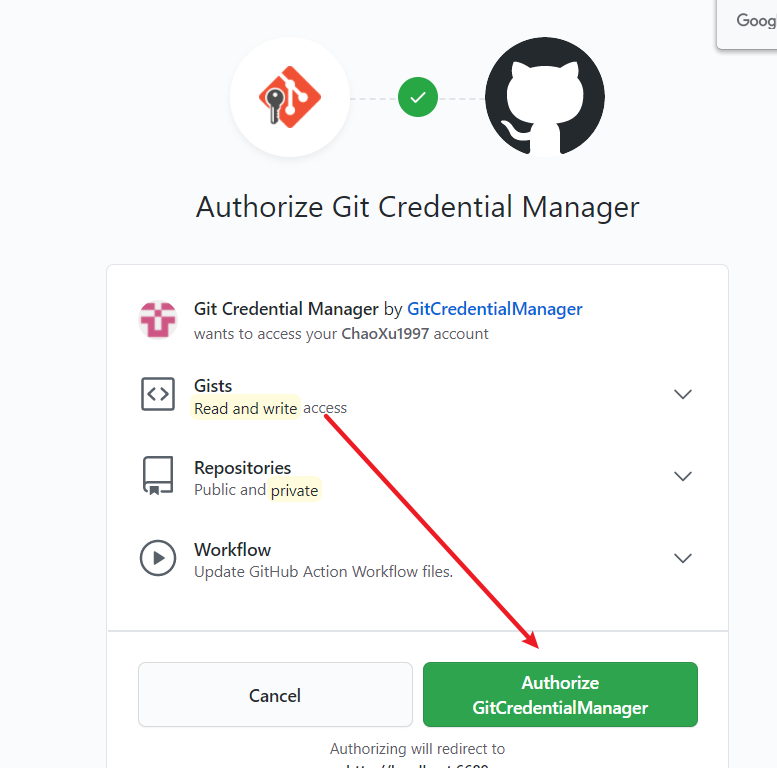 Goog
Authorize Git Credential Manager
Git Credential Manager by GitCredentialManager
wants to access your ChaoXu1997 account
Gists
Read and write access
Repositories
Public and private
Workflow
Update GitHub Action Workflow files.
Cancel
Authorize
GitCredentialManager
Authorizing will redirect to